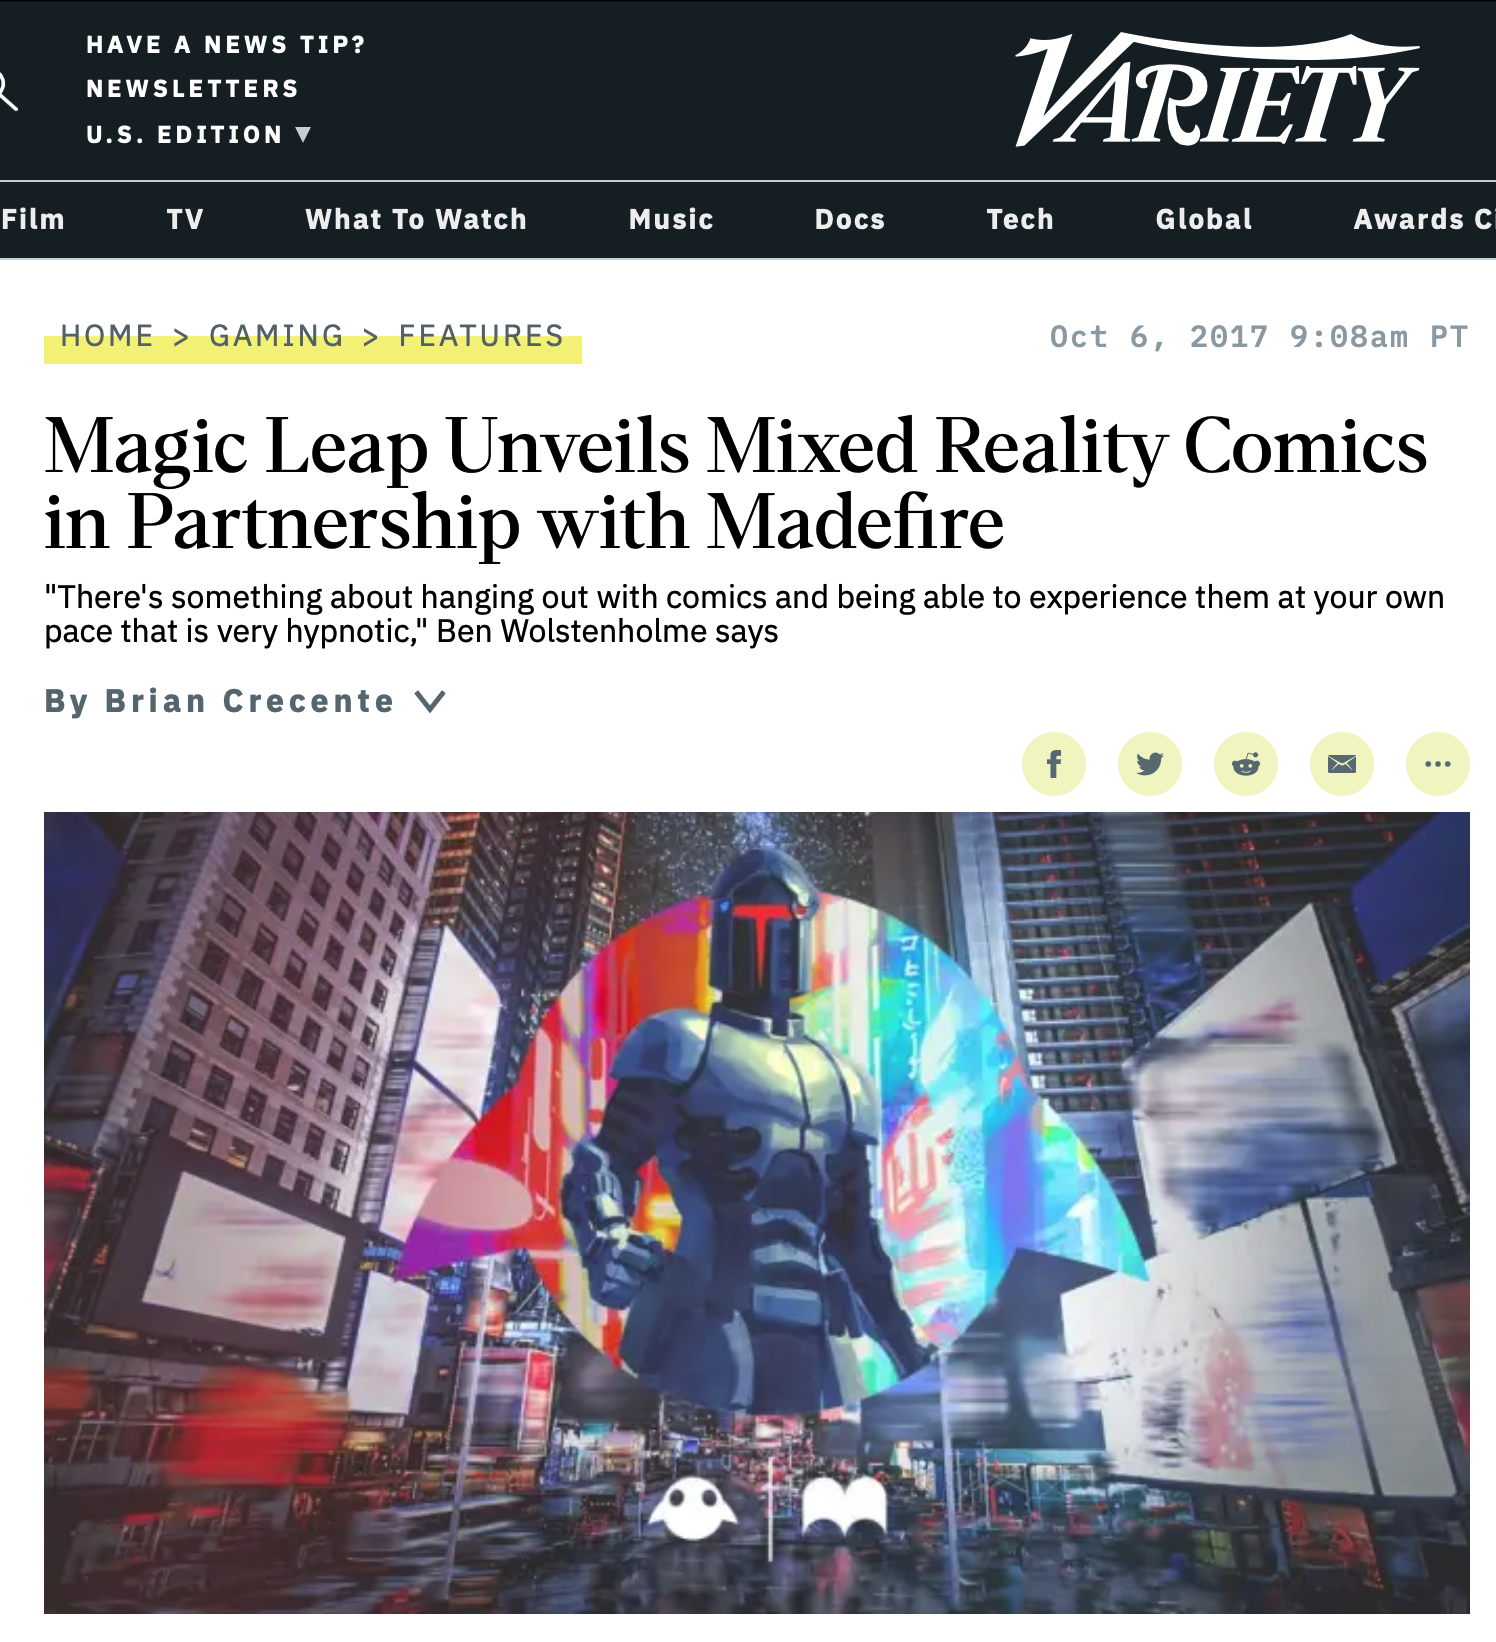 HAVE A NEWS TIP?
NEWSLETTERS
U.S. EDITION ▼
VARIETY
Film TV What To Watch Music Docs Tech Global Awards Ci
HOME > GAMING > FEATURES
Oct 6, 2017 9:08am PT
Magic Leap Unveils Mixed Reality Comics
in Partnership with Madefire
"There's something about hanging out with comics and being able to experience them at your own
pace that is very hypnotic," Ben Wolstenholme says
By Brian Crecente